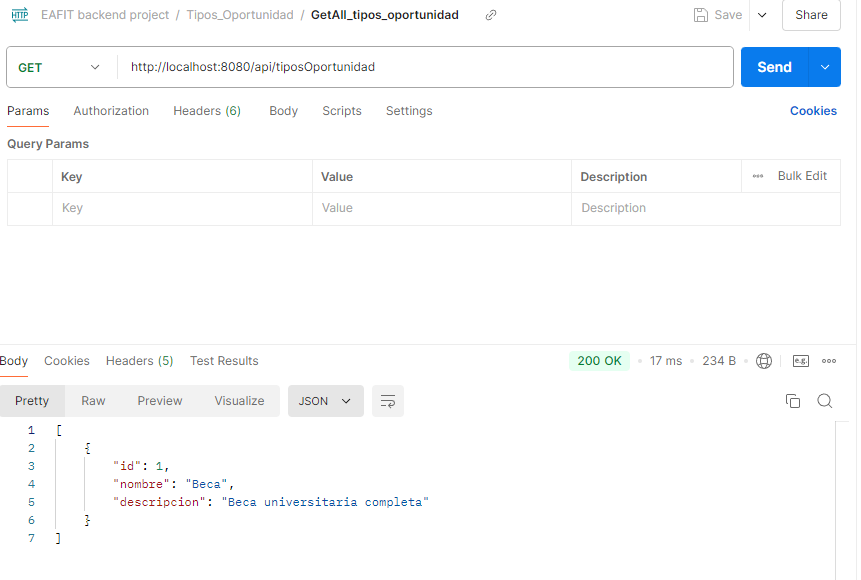 HTTP EAFIT backend project / Tipos_Oportunidad / GetAll_tipos_oportunidad Save Share
GET http://localhost:8080/api/tiposOportunidad Send
Params Authorization Headers (6) Body Scripts Settings Cookies
Query Params
Key Value Description Bulk Edit
Key Value Description
Body Cookies Headers (5) Test Results 200 OK 17 ms 234 B e.g.
Pretty Raw Preview Visualize JSON
1 [
2 {
3 "id": 1,
4 "nombre": "Beca",
5 "descripcion": "Beca universitaria completa"
6 }
7 ]